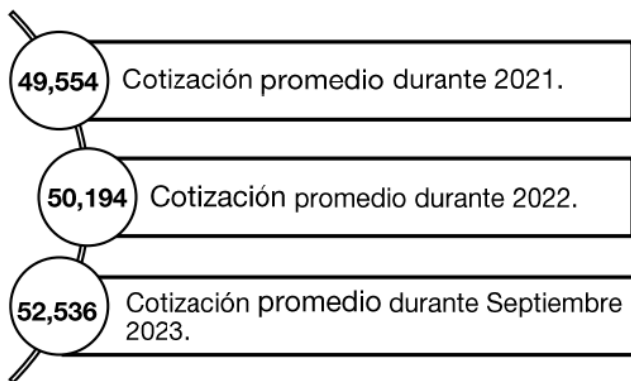 49,554 Cotización promedio durante 2021.
50,194 Cotización promedio durante 2022.
52,536 Cotización promedio durante Septiembre
2023.